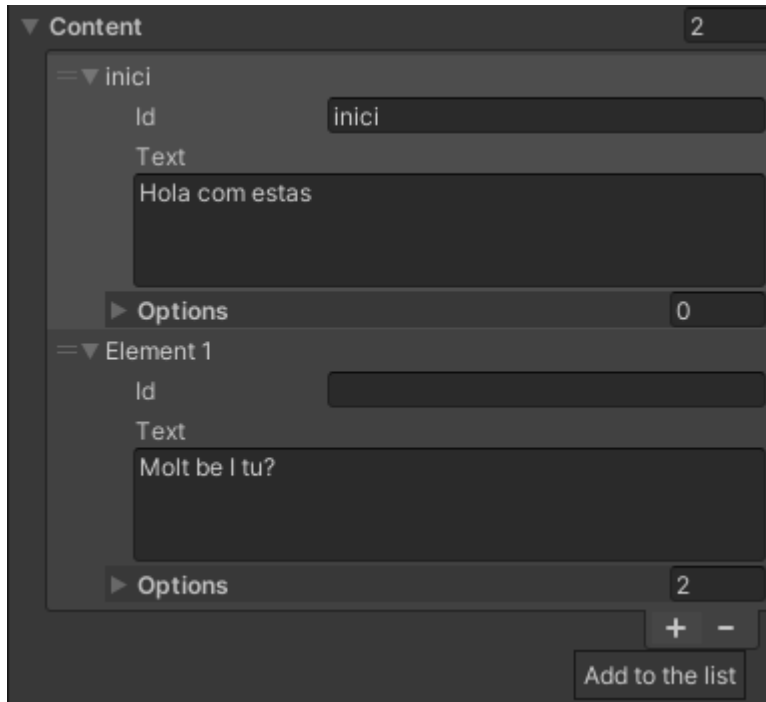 Content 2
inici
Id inici
Text
Hola com estas
Options 0
Element 1
Id
Text
Molt be I tu?
Options 2
+ -
Add to the list